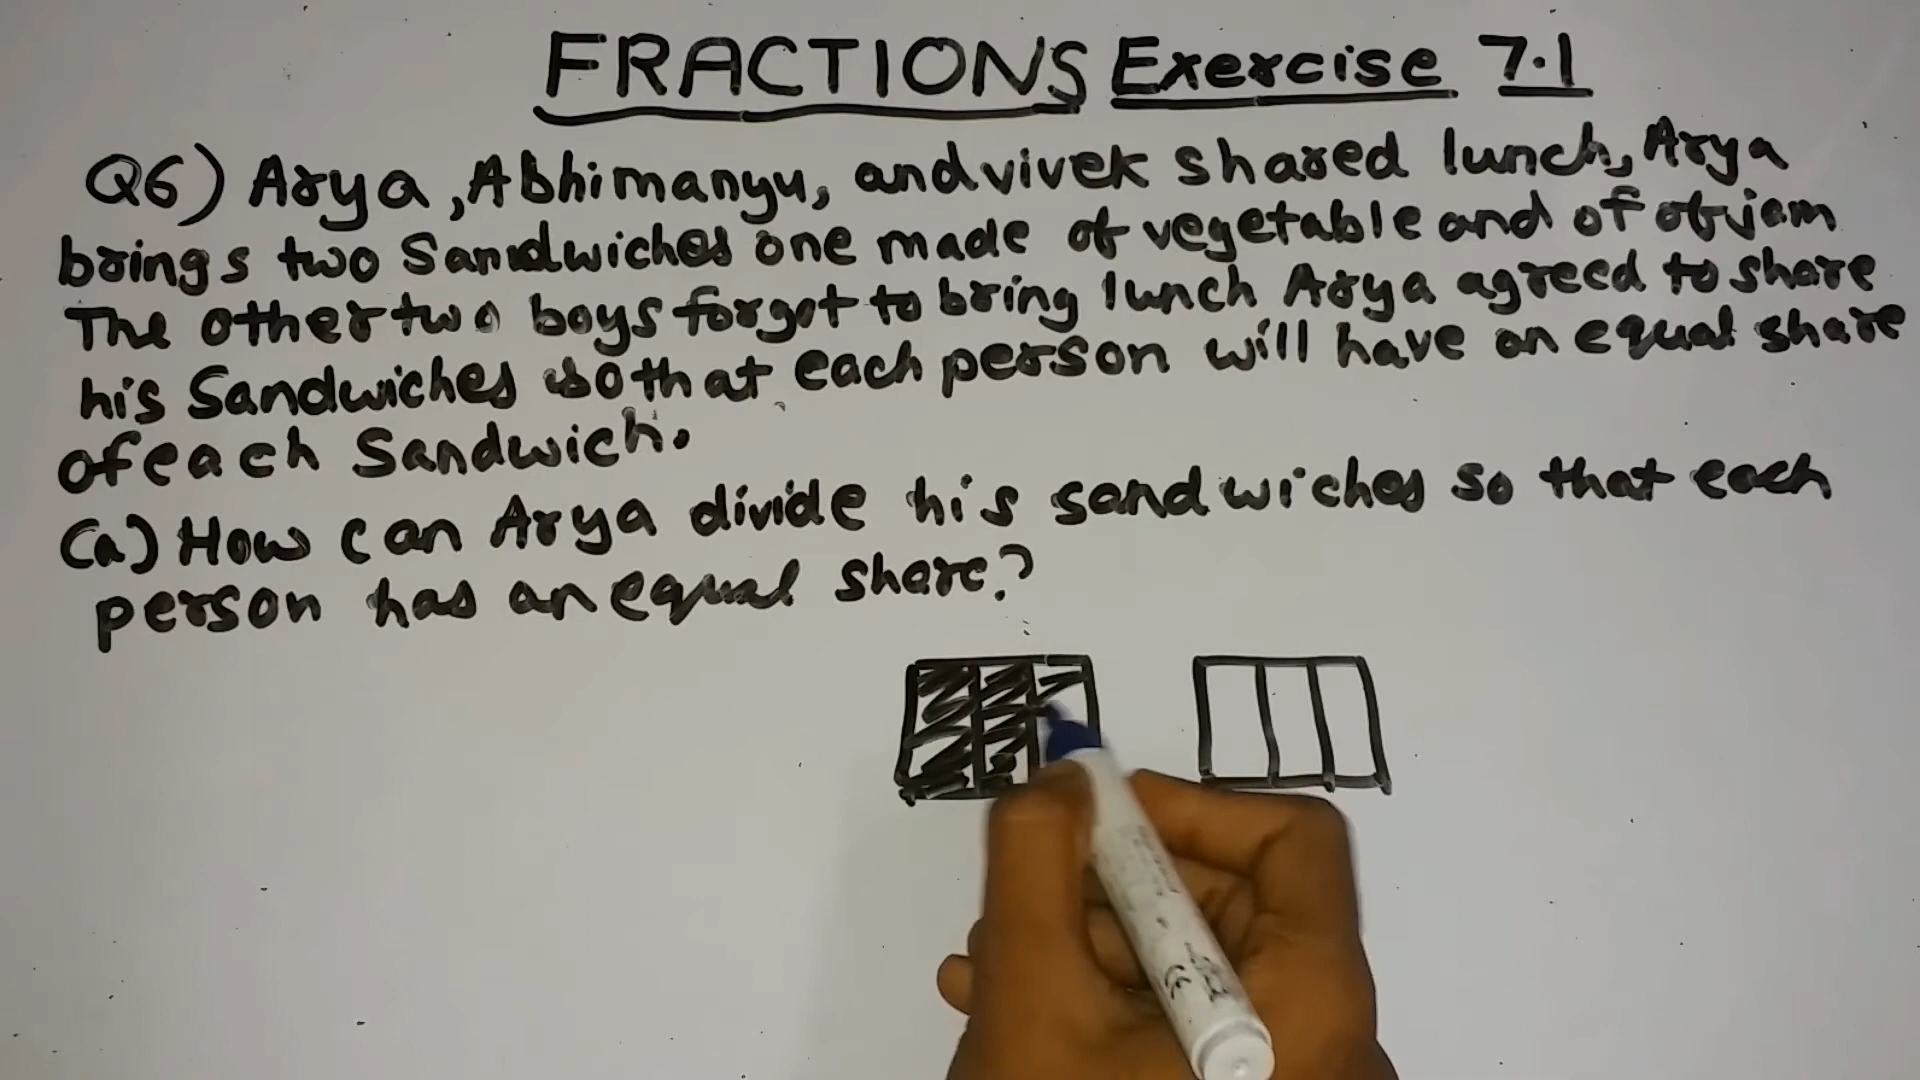 FRACTIONS Exercise 7.1
Q6) Arya, Abhimanyu, and vivek shared lunch, Arya
brings two Sandwiches one made of vegetable and of of jam
The other two boys forgot to bring lunch Arya agreed to share
his Sandwiches so that each person will have an equal share
of each Sandwich.
(a) How can Arya divide his sandwiches so that each
person has an equal share?